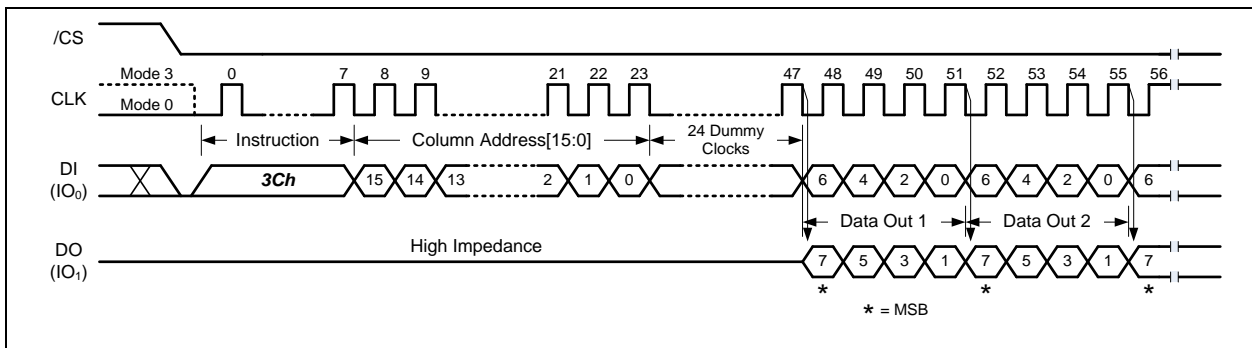 /CS
Mode 3
0 7 8 9 21 22 23 47 48 49 50 51 52 53 54 55 56
CLK
Mode 0
Instruction
Column Address[15:0]
24 Dummy
Clocks
DI
(IO0)
3Ch 15 14 13 2 1 0 6 4 2 0 6 4 2 0 6
Data Out 1 Data Out 2
High Impedance
DO
(IO1)
7 5 3 1 7 5 3 1 7
* * *
* = MSB